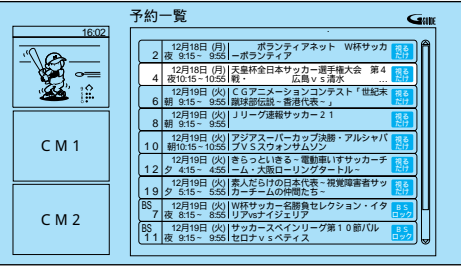 予約一覧
GUIDE
16:02
CM1
CM2
2 12月18日 (月) ボランティアネット W杯サッカ 視る
夜 9:15~ 9:55 ーボランティア だけ
4 12月18日 (月) 天皇杯全日本サッカー選手権大会 第4 視る
夜10:15~10:55 戦・ 広島vs清水 … だけ
6 12月19日 (火) CGアニメーションコンテスト「世紀末 視る
朝 9:15~ 9:55 蹴球部伝説~香港代表~」 だけ
8 12月19日 (火) Jリーグ速報サッカー21 視る
朝 9:15~ 9:55 だけ
10 12月19日 (火) アジアスーパーカップ決勝・アルシャバ 視る
朝10:15~10:55 ブVSスウォンサムソン だけ
12 12月19日 (火) きらっといきる~電動車いすサッカーチ 視る
夕 4:15~ 4:55 ーム・大阪ローリングタートル~ だけ
19 12月19日 (火) 素人だらけの日本代表~視覚障害者サッ 視る
夕 5:15~ 5:55 カーチームの仲間たち~ だけ
BS 12月19日 (火) W杯サッカー名勝負セレクション・イタ BS
7 夜 8:15~ 8:55 リアvsナイジェリア ロック
BS 12月19日 (火) サッカースペインリーグ第10節バル BS
11 夜 9:15~ 9:55 セロナvsベティス ロック